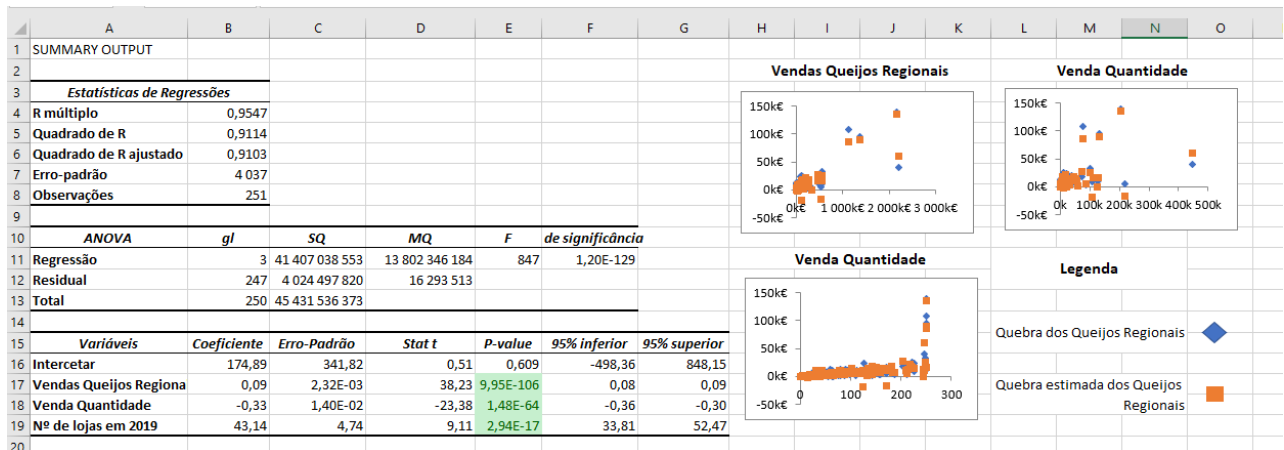 A B C D E F G H I J K L M N O
1 SUMMARY OUTPUT
2 Vendas Queijos Regionais Venda Quantidade
3 Estatísticas de Regressões
4 R múltiplo 0,9547
5 Quadrado de R 0,9114
6 Quadrado de R ajustado 0,9103
7 Erro-padrão 4 037
8 Observações 251
9
150k€
100k€
50k€
0k€
-50k€
0k€ 1 000k€ 2 000k€ 3 000k€
150k€
100k€
50k€
0k€
-50k€
0k 100k 200k 300k 400k 500k
10 ANOVA gl SQ MQ F de significância
11 Regressão 3 41 407 038 553 13 802 346 184 847 1,20E-129
12 Residual 247 4 024 497 820 16 293 513
13 Total 250 45 431 536 373
14
Venda Quantidade
Legenda
15 Variáveis Coeficiente Erro-Padrão Stat t P-value 95% inferior 95% superior
16 Intercetar 174,89 341,82 0,51 0,609 -498,36 848,15
17 Vendas Queijos Regiona 0,09 2,32E-03 38,23 9,95E-106 0,08 0,09
18 Venda Quantidade -0,33 1,40E-02 -23,38 1,48E-64 -0,36 -0,30
19 Nº de lojas em 2019 43,14 4,74 9,11 2,94E-17 33,81 52,47
20
150k€
100k€
50k€
0k€
-50k€
0 100 200 300
Quebra dos Queijos Regionais
Quebra estimada dos Queijos
Regionais